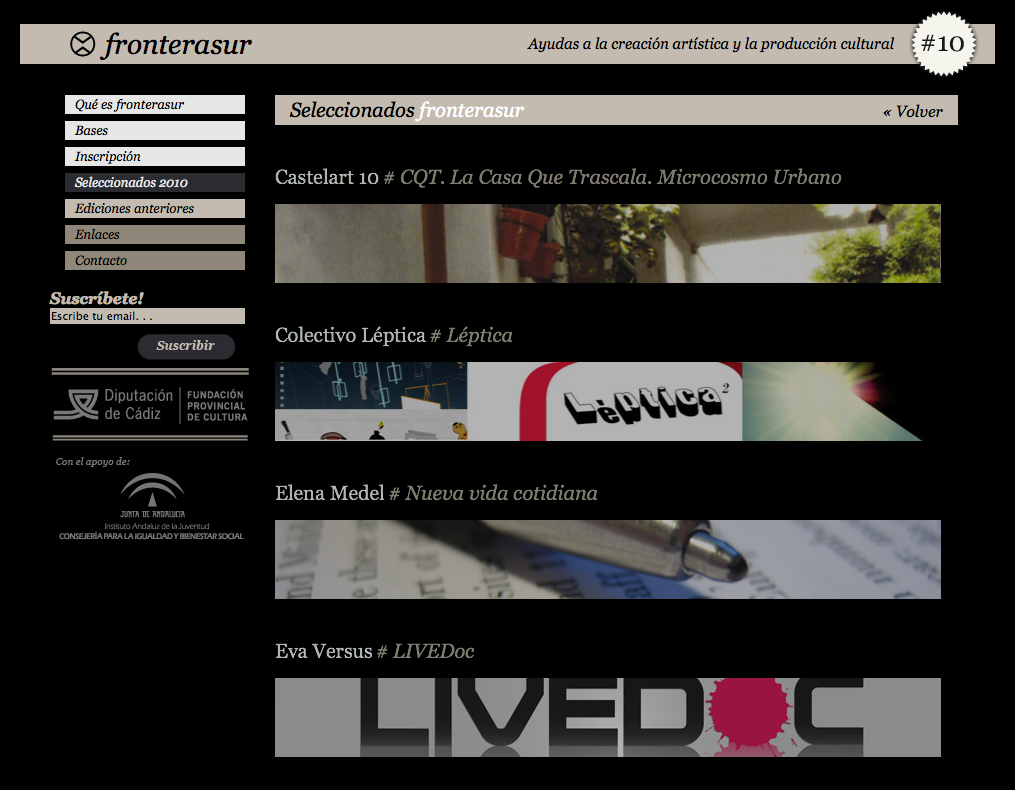 fronterasur
Ayudas a la creación artística y la producción cultural
#10
Qué es fronterasur
Bases
Inscripción
Seleccionados 2010
Ediciones anteriores
Enlaces
Contacto
Suscríbete!
Escribe tu email. . .
Suscribir
Diputación
de Cádiz
FUNDACIÓN
PROVINCIAL
DE CULTURA
Con el apoyo de:
JUNTA DE ANDALUCIA
Instituto Andaluz de la Juventud
CONSEJERÍA PARA LA IGUALDAD Y BIENESTAR SOCIAL
Seleccionados fronterasur
« Volver
Castelart 10 # CQT. La Casa Que Trascala. Microcosmo Urbano
Colectivo Léptica # Léptica
Léptica2
Elena Medel # Nueva vida cotidiana
Eva Versus # LIVEDoc
LIVEDOC